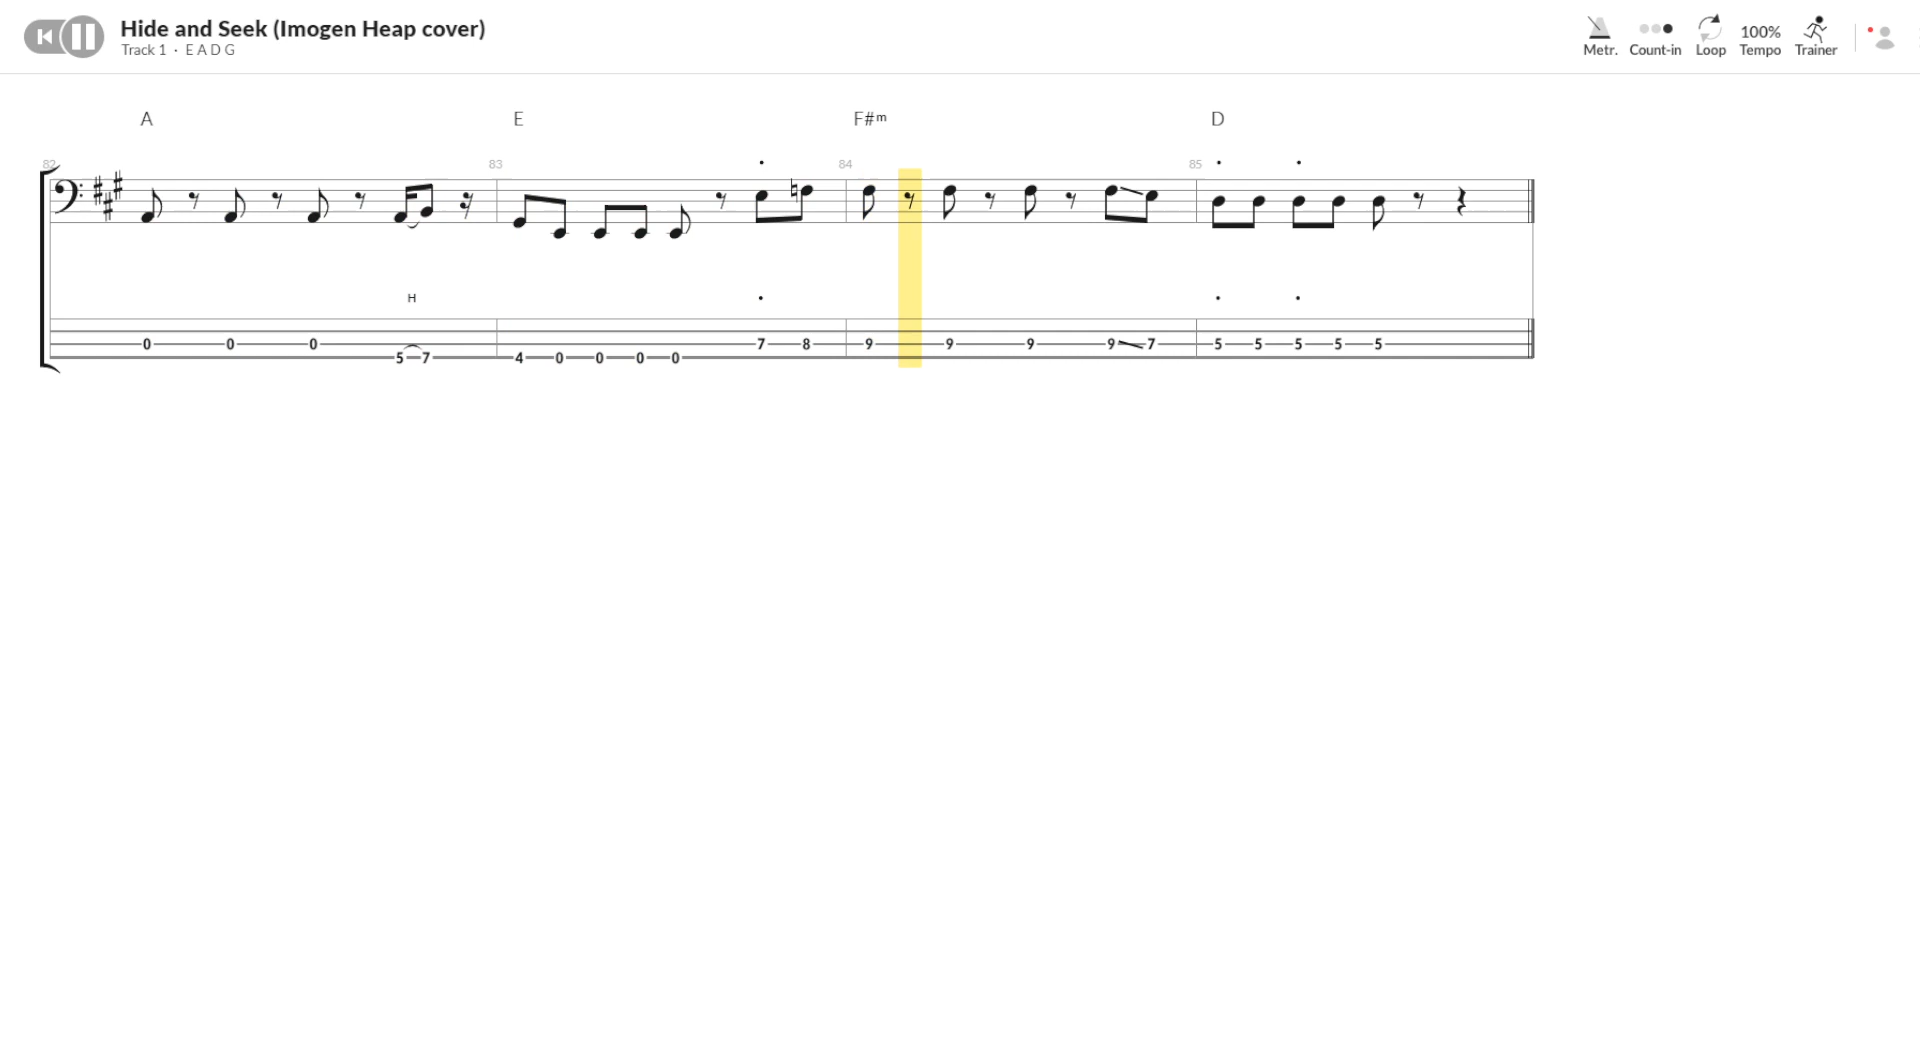 Hide and Seek (Imogen Heap cover)
Track 1 · E A D G
Metr. Count-in Loop 100% Tempo Trainer
A E F#m D
82 83 84 85
H
0 0 0 5 7 4 0 0 0 0 7 8 9 9 9 9 7 5 5 5 5 5